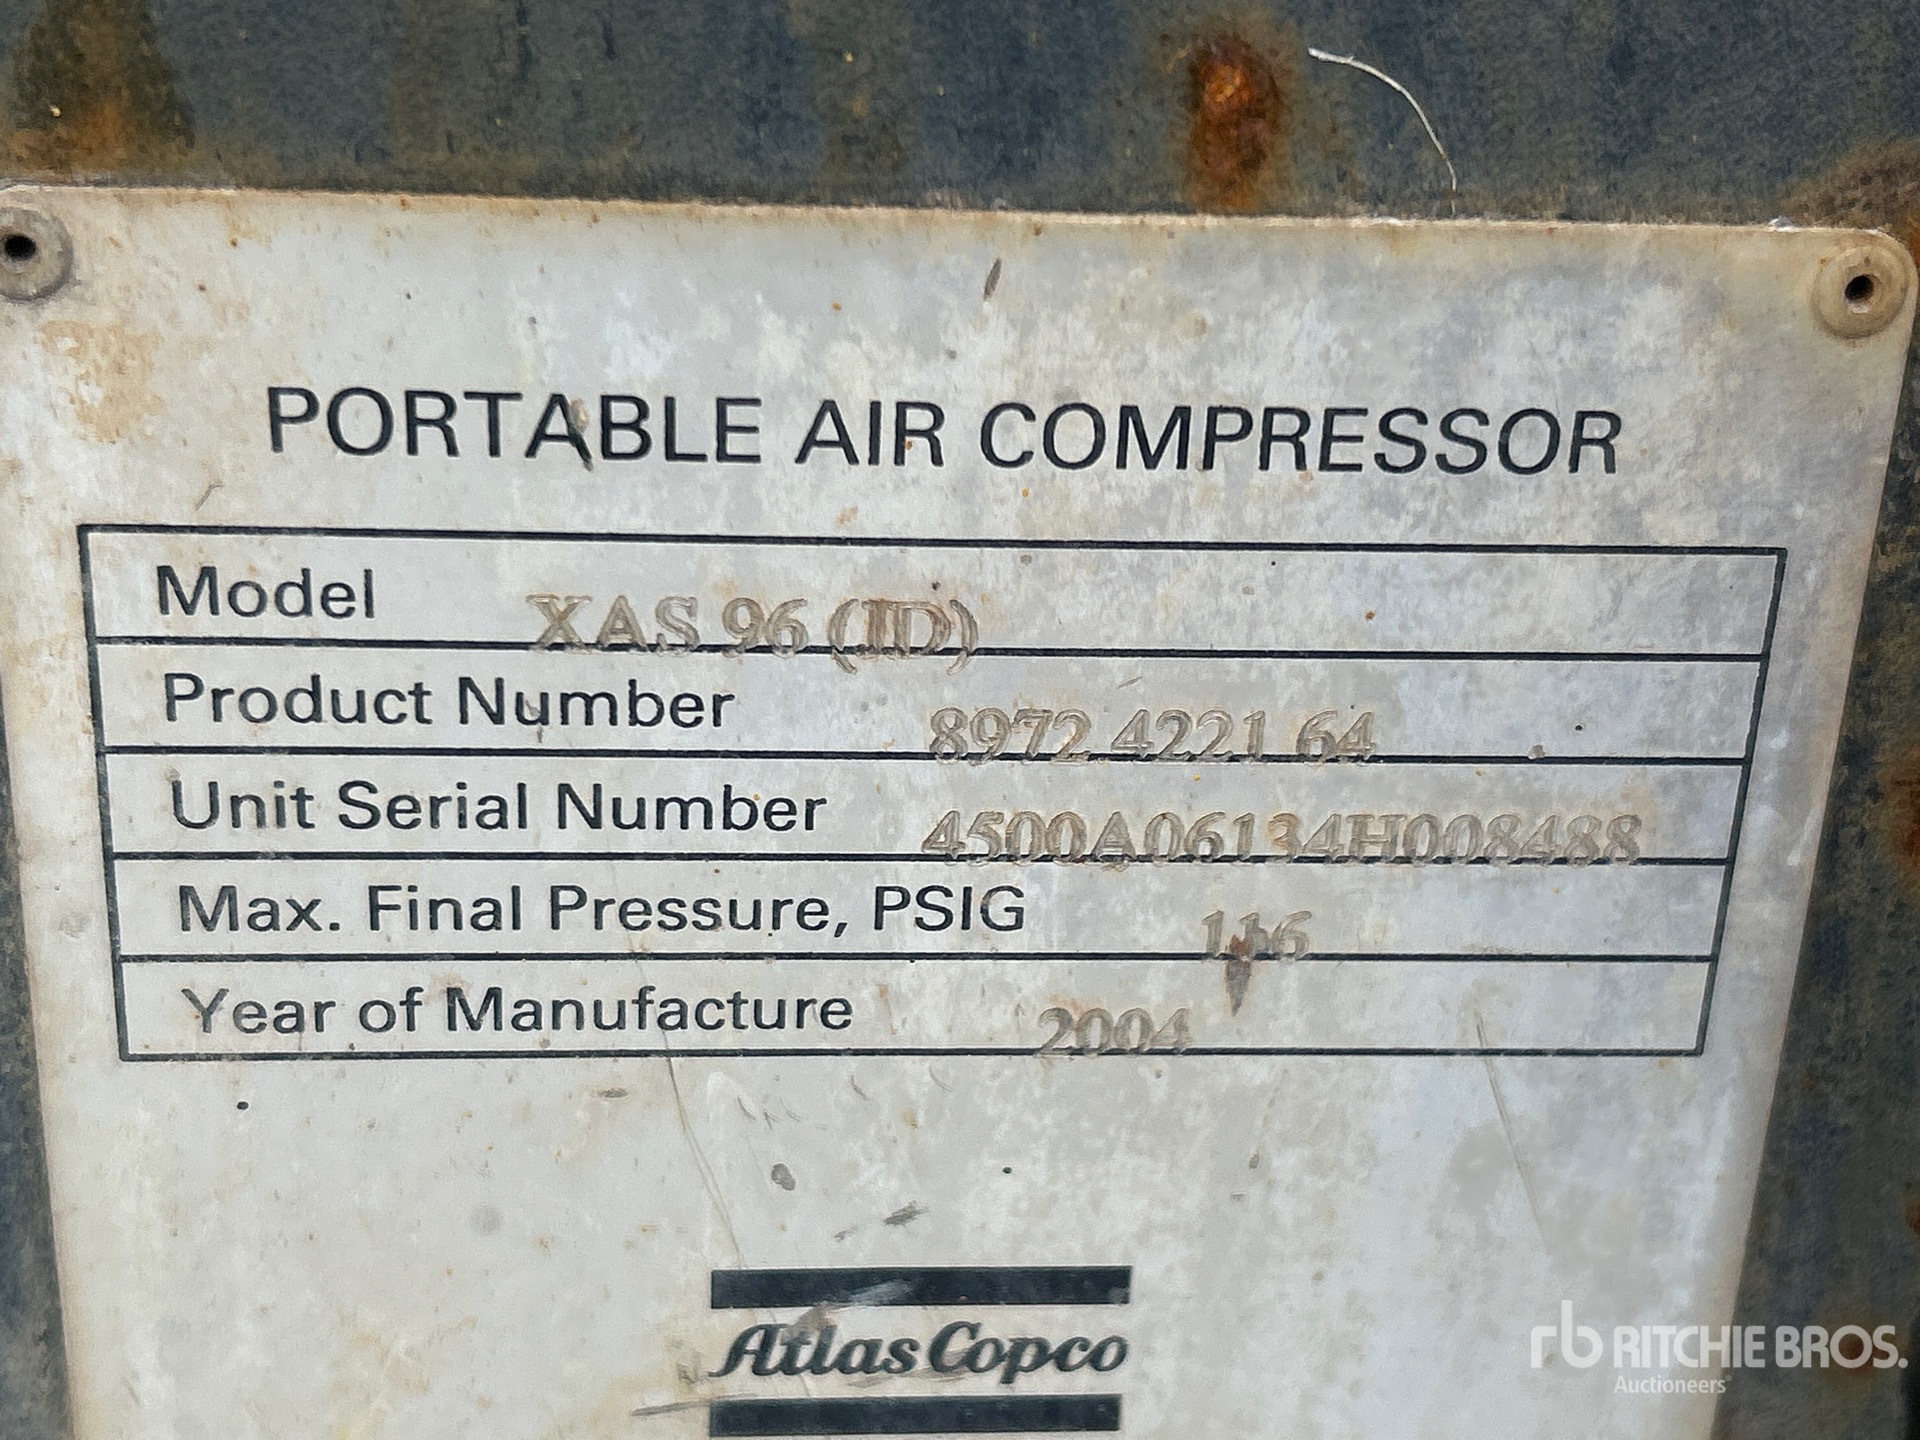 PORTABLE AIR COMPRESSOR
Model XAS 96 (JD)
Product Number 8972 4221 64
Unit Serial Number 4500A06134H008488
Max. Final Pressure, PSIG 116
Year of Manufacture 2004
Atlas Copco
rb RITCHIE BROS.
Auctioneers